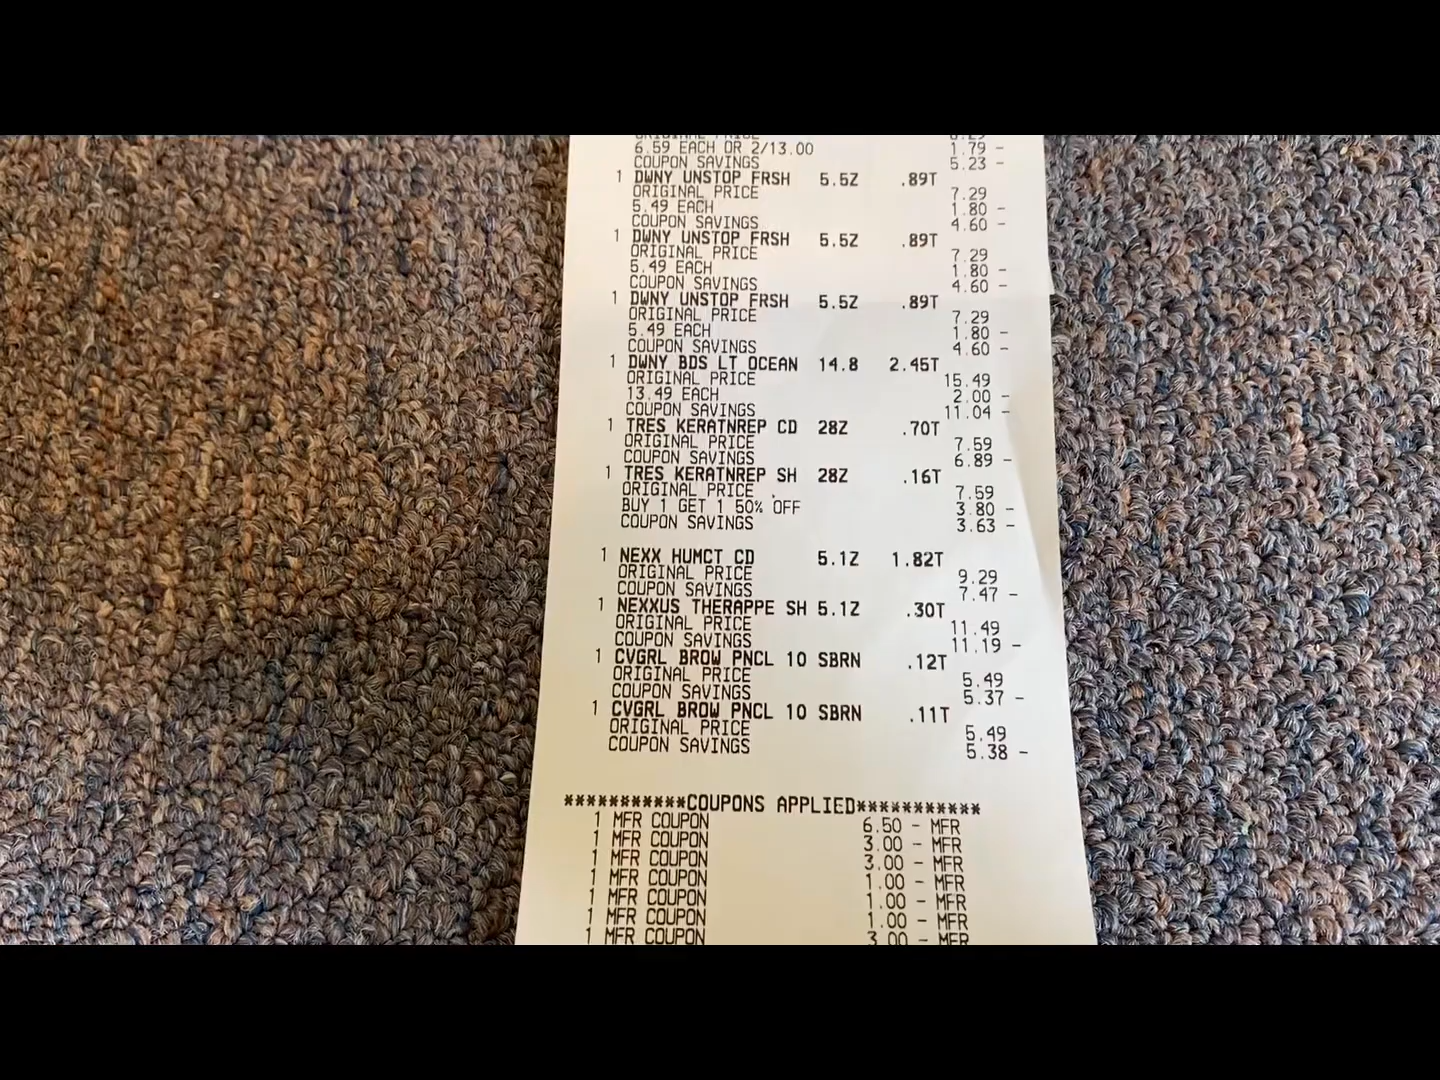 ORIGINAL PRICE 8.29
6.59 EACH OR 2/13.00 1.79 -
COUPON SAVINGS 5.23 -
1 DWNY UNSTOP FRSH 5.5Z .89T
ORIGINAL PRICE 7.29
5.49 EACH 1.80 -
COUPON SAVINGS 4.60 -
1 DWNY UNSTOP FRSH 5.5Z .89T
ORIGINAL PRICE 7.29
5.49 EACH 1.80 -
COUPON SAVINGS 4.60 -
1 DWNY UNSTOP FRSH 5.5Z .89T
ORIGINAL PRICE 7.29
5.49 EACH 1.80 -
COUPON SAVINGS 4.60 -
1 DWNY BDS LT OCEAN 14.8 2.45T
ORIGINAL PRICE 15.49
13.49 EACH 2.00 -
COUPON SAVINGS 11.04 -
1 TRES KERATNREP CD 28Z .70T
ORIGINAL PRICE 7.59
COUPON SAVINGS 6.89 -
1 TRES KERATNREP SH 28Z .16T
ORIGINAL PRICE 7.59
BUY 1 GET 1 50% OFF 3.80 -
COUPON SAVINGS 3.63 -
1 NEXX HUMCT CD 5.1Z 1.82T
ORIGINAL PRICE 9.29
COUPON SAVINGS 7.47 -
1 NEXXUS THERAPPE SH 5.1Z .30T
ORIGINAL PRICE 11.49
COUPON SAVINGS 11.19 -
1 CVGRL BROW PNCL 10 SBRN .12T
ORIGINAL PRICE 5.49
COUPON SAVINGS 5.37 -
1 CVGRL BROW PNCL 10 SBRN .11T
ORIGINAL PRICE 5.49
COUPON SAVINGS 5.38 -
***********COUPONS APPLIED***********
1 MFR COUPON 6.50 - MFR
1 MFR COUPON 3.00 - MFR
1 MFR COUPON 3.00 - MFR
1 MFR COUPON 1.00 - MFR
1 MFR COUPON 1.00 - MFR
1 MFR COUPON 1.00 - MFR
1 MFR COUPON 3.00 - MFR